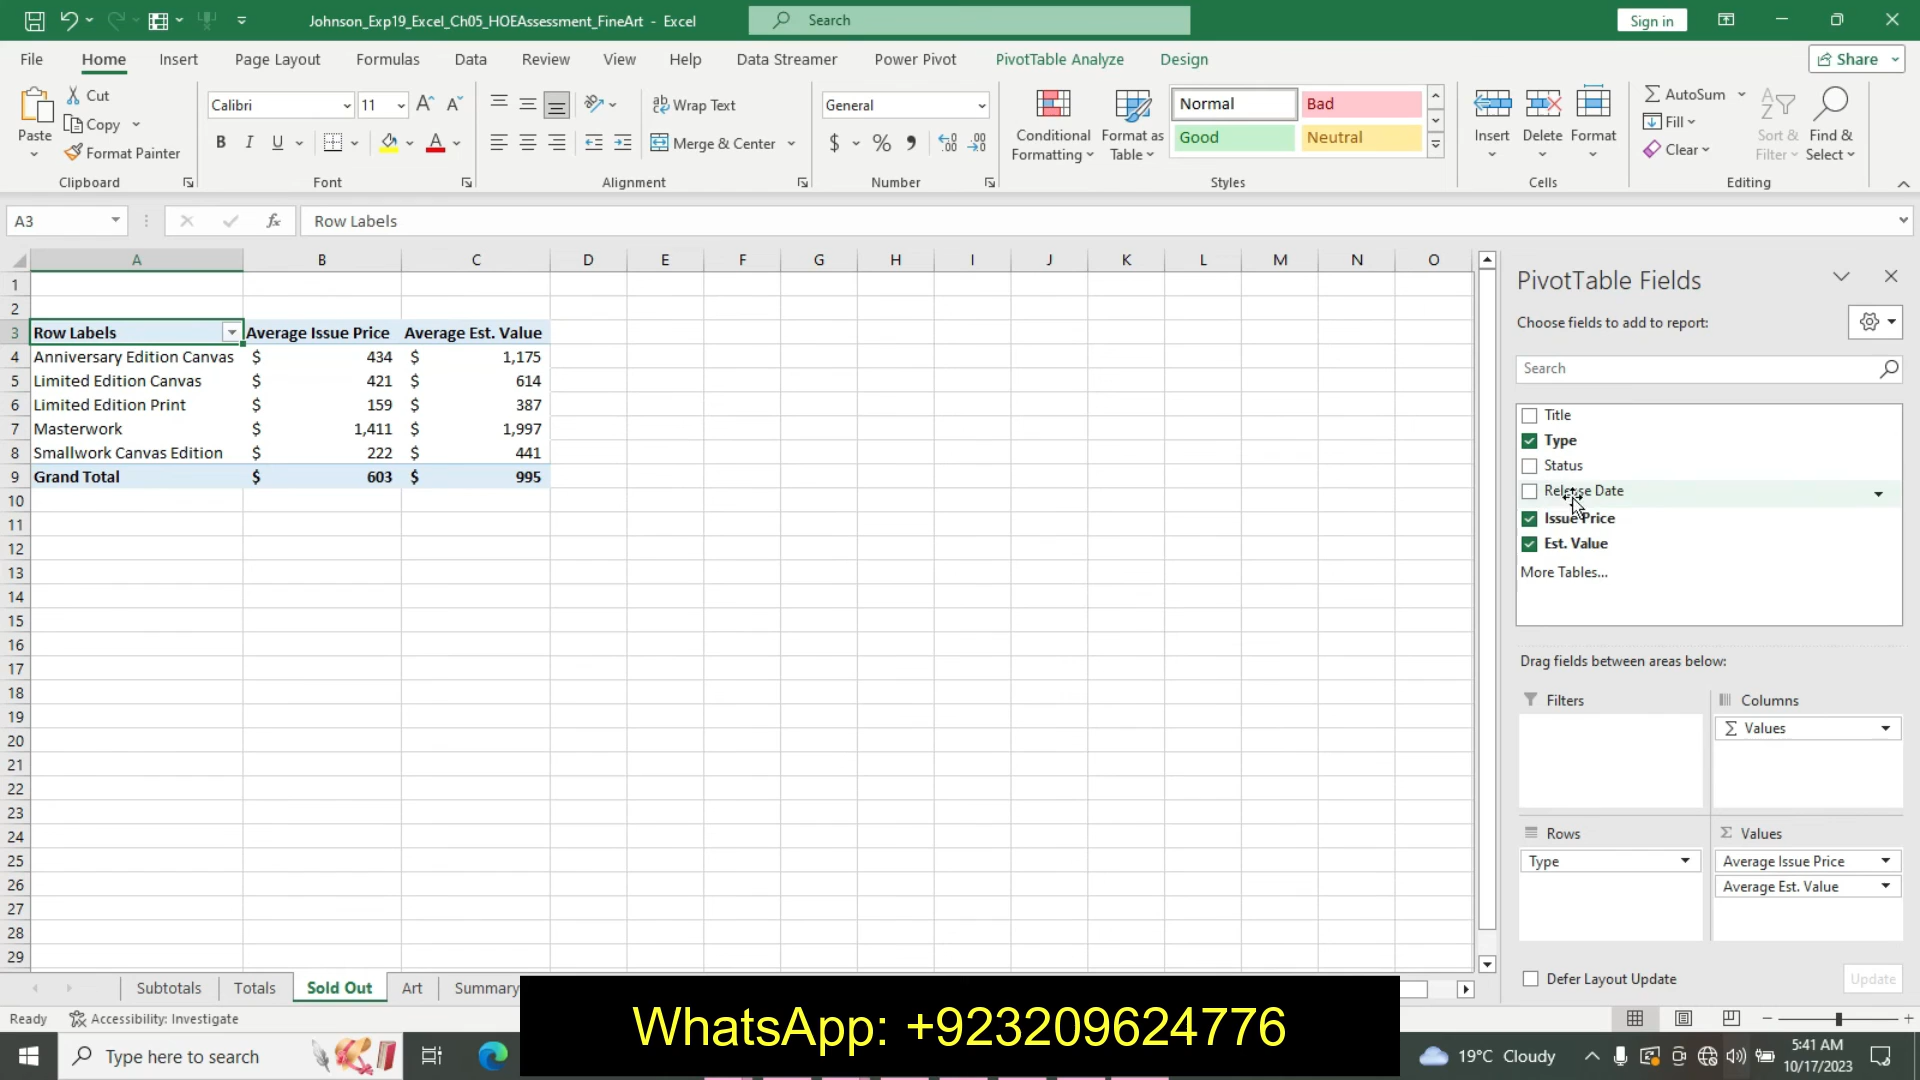 Johnson_Exp19_Excel_Ch05_HOEAssessment_FineArt - Excel
Search
Sign in
File Home Insert Page Layout Formulas Data Review View Help Data Streamer Power Pivot PivotTable Analyze Design Share
Paste
Cut
Copy
Format Painter
Clipboard
Calibri 11
B I U
Font
Wrap Text
Merge & Center
Alignment
General
$ % ,
Number
Conditional Formatting
Format as Table
Normal Bad
Good Neutral
Styles
Insert Delete Format
Cells
AutoSum
Fill
Clear
Sort & Filter
Find & Select
Editing
A3 fx Row Labels
A B C D E F G H I J K L M N O
1
2
3 Row Labels Average Issue Price Average Est. Value
4 Anniversary Edition Canvas $ 434 $ 1,175
5 Limited Edition Canvas $ 421 $ 614
6 Limited Edition Print $ 159 $ 387
7 Masterwork $ 1,411 $ 1,997
8 Smallwork Canvas Edition $ 222 $ 441
9 Grand Total $ 603 $ 995
10
11
12
13
14
15
16
17
18
19
20
21
22
23
24
25
26
27
28
29
PivotTable Fields
Choose fields to add to report:
Search
Title
Type
Status
Release Date
Issue Price
Est. Value
More Tables...
Drag fields between areas below:
Filters Columns
Values
Rows Values
Type Average Issue Price
Average Est. Value
Defer Layout Update Update
Subtotals Totals Sold Out Art Summary
Ready Accessibility: Investigate
WhatsApp: +923209624776
Type here to search
19°C Cloudy
5:41 AM
10/17/2023